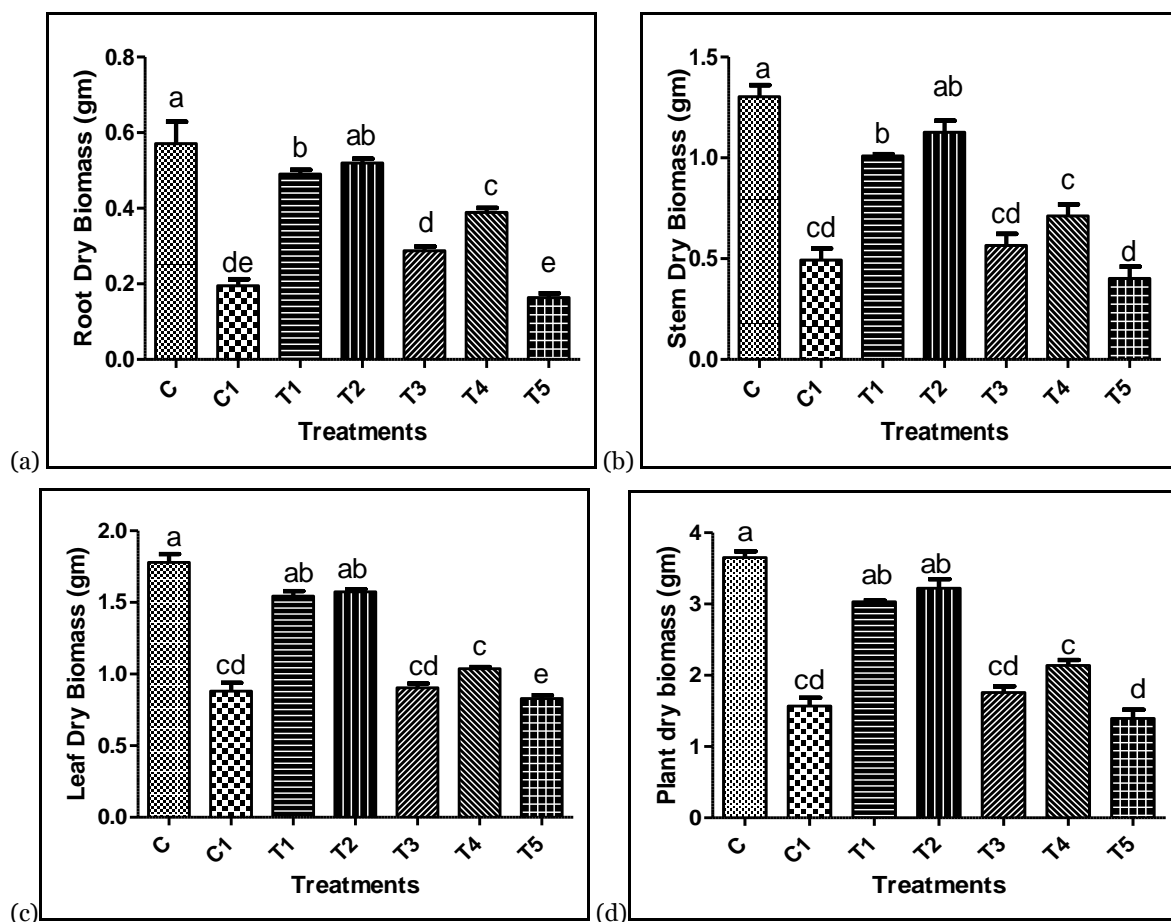 Root Dry Biomass (gm)
0.8
0.6
0.4
0.2
0.0
a
de
b
ab
d
c
e
C
C1
T1
T2
T3
T4
T5
Treatments
(a)
Stem Dry Biomass (gm)
1.5
1.0
0.5
0.0
a
cd
b
ab
cd
c
d
C
C1
T1
T2
T3
T4
T5
Treatments
(b)
Leaf Dry Biomass (gm)
2.0
1.5
1.0
0.5
0.0
a
cd
ab
ab
cd
c
e
C
C1
T1
T2
T3
T4
T5
Treatments
(c)
Plant dry biomass (gm)
4
3
2
1
0
a
cd
ab
ab
cd
c
d
C
C1
T1
T2
T3
T4
T5
Treatments
(d)